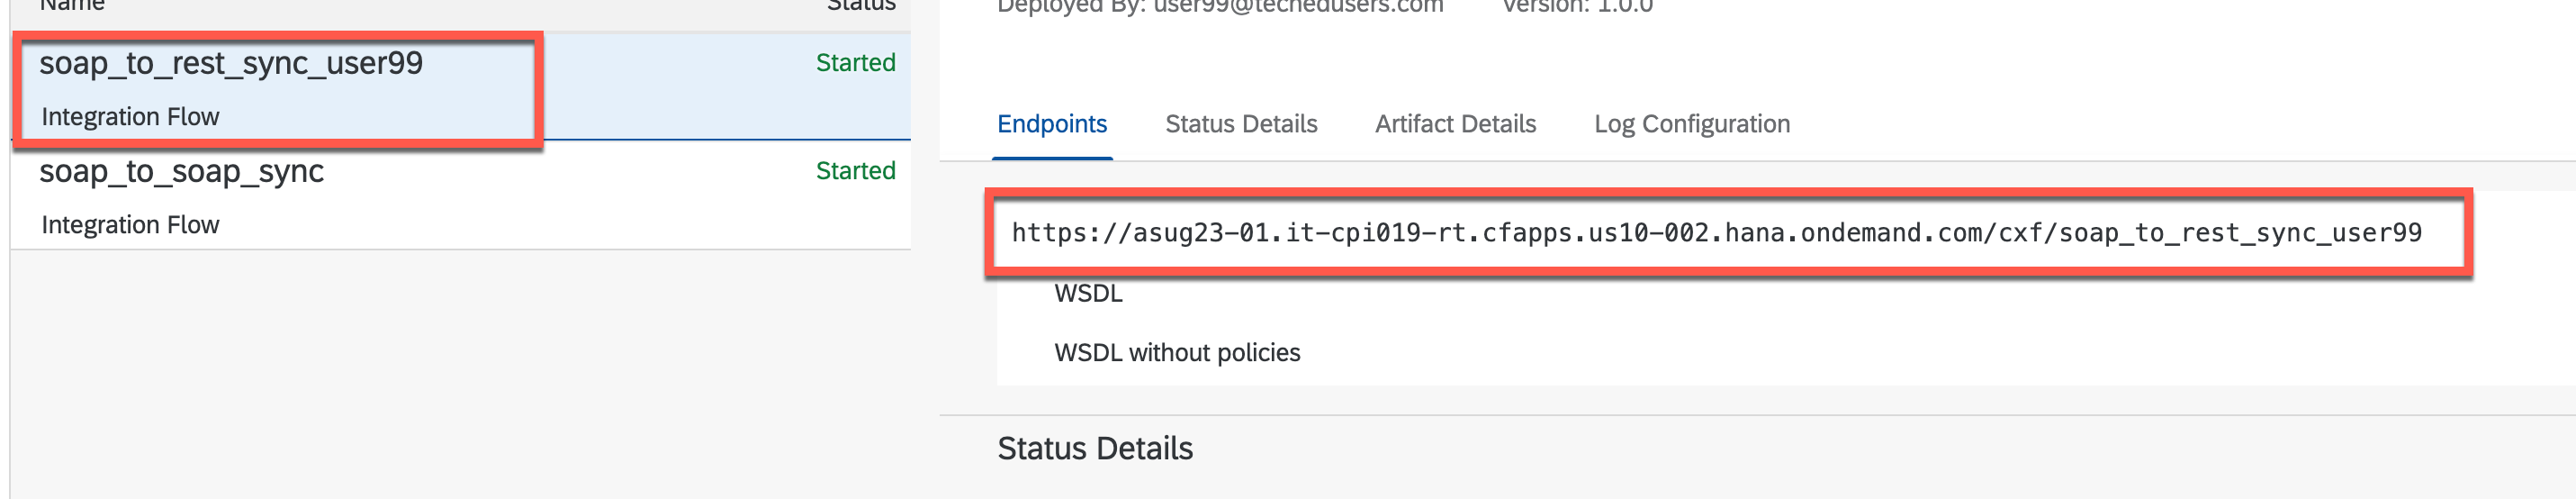 Name Status
soap_to_rest_sync_user99 Started
Integration Flow
soap_to_soap_sync Started
Integration Flow
Deployed By: user99@techedusers.com Version: 1.0.0
Endpoints Status Details Artifact Details Log Configuration
https://asug23-01.it-cpi019-rt.cfapps.us10-002.hana.ondemand.com/cxf/soap_to_rest_sync_user99
WSDL
WSDL without policies
Status Details